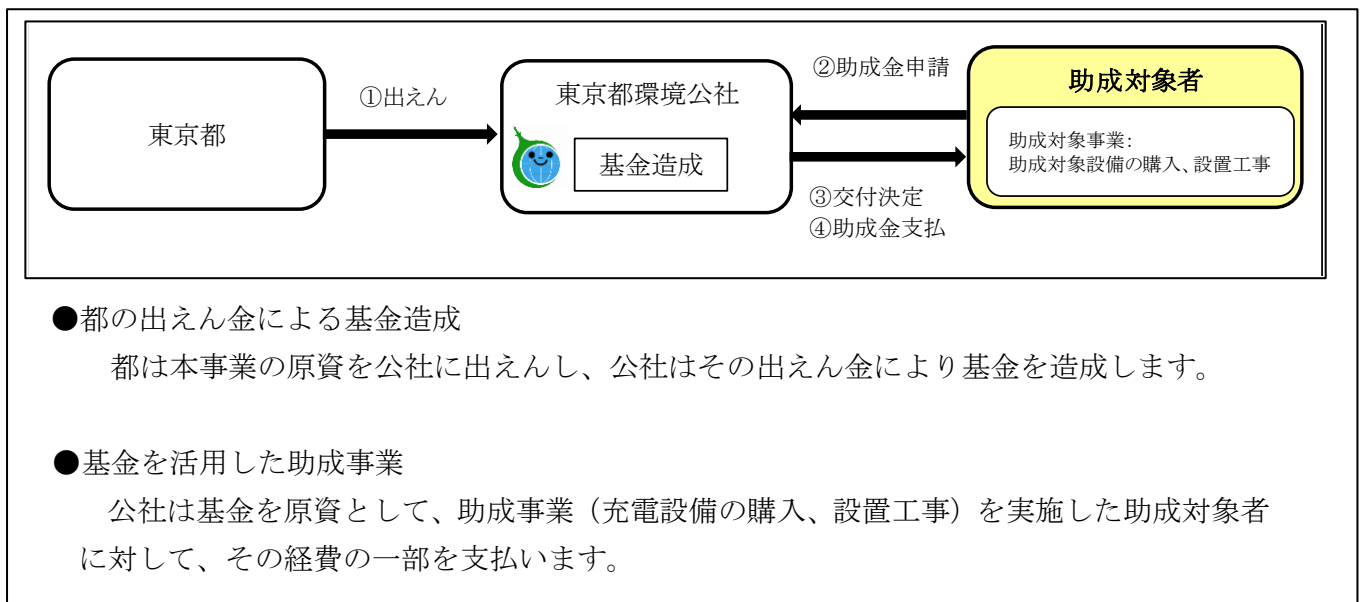 東京都
①出えん
東京都環境公社
基金造成
②助成金申請
③交付決定
④助成金支払
助成対象者
助成対象事業:
助成対象設備の購入、設置工事
●都の出えん金による基金造成
都は本事業の原資を公社に出えんし、公社はその出えん金により基金を造成します。
●基金を活用した助成事業
公社は基金を原資として、助成事業（充電設備の購入、設置工事）を実施した助成対象者
に対して、その経費の一部を支払います。